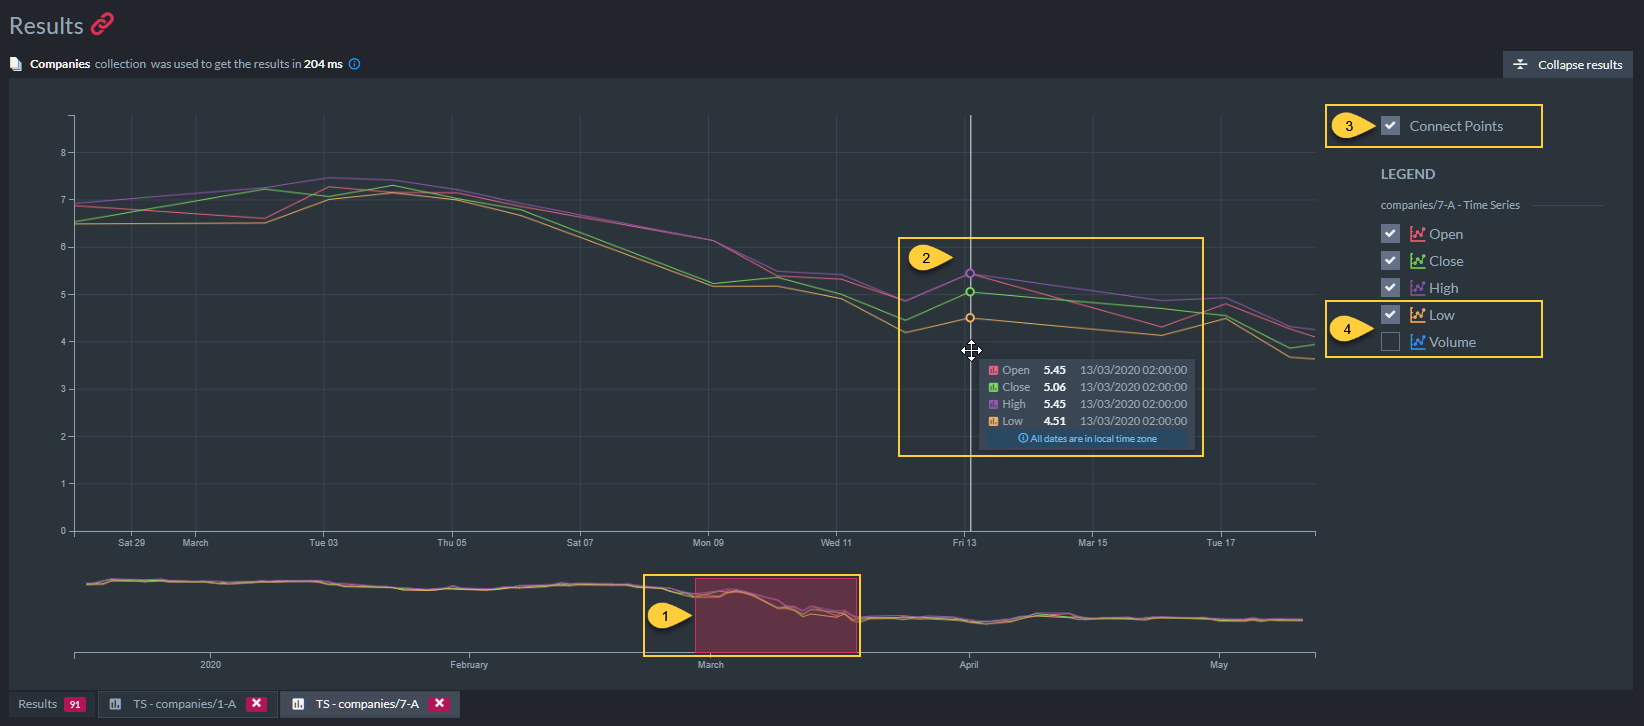 Results
Companies collection was used to get the results in 204 ms
Collapse results
3 Connect Points
LEGEND
companies/7-A - Time Series
Open
Close
High
4
Low
Volume
8
7
6
5
4
3
2
1
0
2
Open 5.45 13/03/2020 02:00:00
Close 5.06 13/03/2020 02:00:00
High 5.45 13/03/2020 02:00:00
Low 4.51 13/03/2020 02:00:00
All dates are in local time zone
Sat 29 March Tue 03 Thu 05 Sat 07 Mon 09 Wed 11 Fri 13 Mar 15 Tue 17
1
2020 February March April May
Results 91 TS - companies/1-A TS - companies/7-A